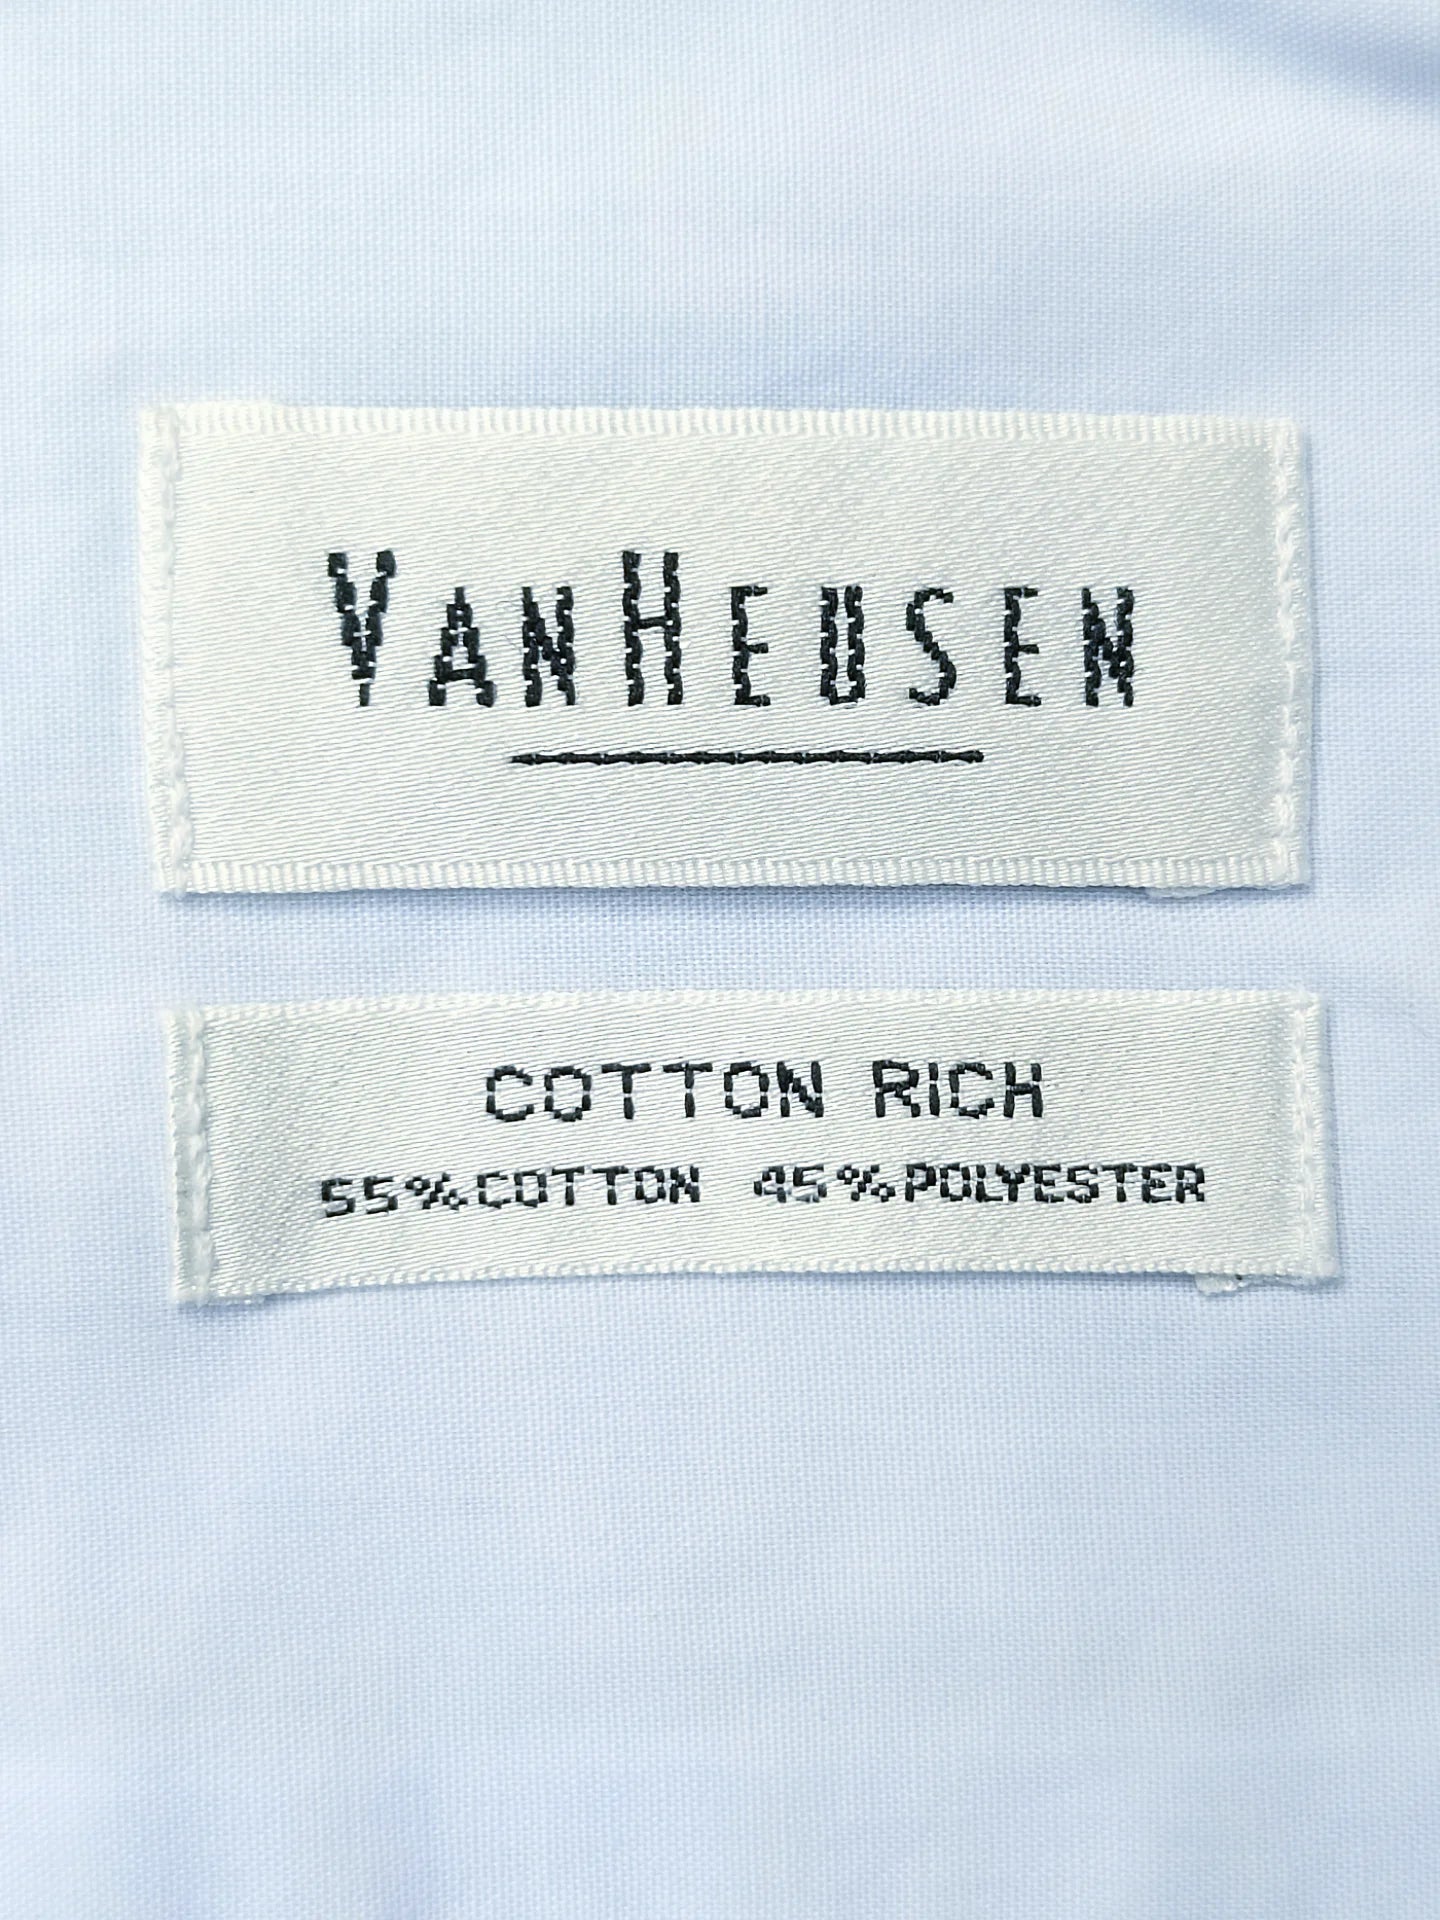 VANHEUSEN
COTTON RICH
55%COTTON 45%POLYESTER